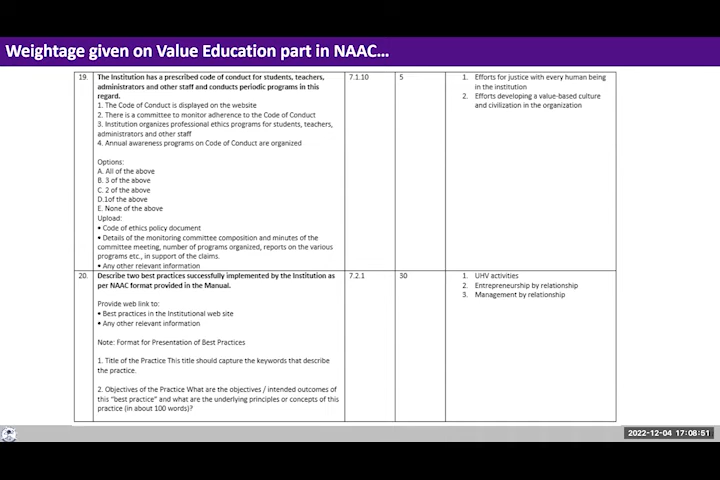 Weightage given on Value Education part in NAAC...
19. The Institution has a prescribed code of conduct for students, teachers, 7.1.10 5 1. Efforts for justice with every human being
administrators and other staff and conducts periodic programs in this in the institution
regard. 2. Efforts developing a value-based culture
1. The Code of Conduct is displayed on the website and civilization in the organization
2. There is a committee to monitor adherence to the Code of Conduct
3. Institution organizes professional ethics programs for students, teachers,
administrators and other staff
4. Annual awareness programs on Code of Conduct are organized
Options:
A. All of the above
B. 3 of the above
C. 2 of the above
D.1of the above
E. None of the above
Upload:
• Code of ethics policy document
• Details of the monitoring committee composition and minutes of the
committee meeting, number of programs organized, reports on the various
programs etc., in support of the claims.
• Any other relevant information
20. Describe two best practices successfully implemented by the Institution as 7.2.1 30 1. UHV activities
per NAAC format provided in the Manual. 2. Entrepreneurship by relationship
3. Management by relationship
Provide web link to:
• Best practices in the Institutional web site
• Any other relevant information
Note: Format for Presentation of Best Practices
1. Title of the Practice This title should capture the keywords that describe
the practice.
2. Objectives of the Practice What are the objectives / intended outcomes of
this "best practice" and what are the underlying principles or concepts of this
practice (in about 100 words)?
2022-12-04 17:08:51